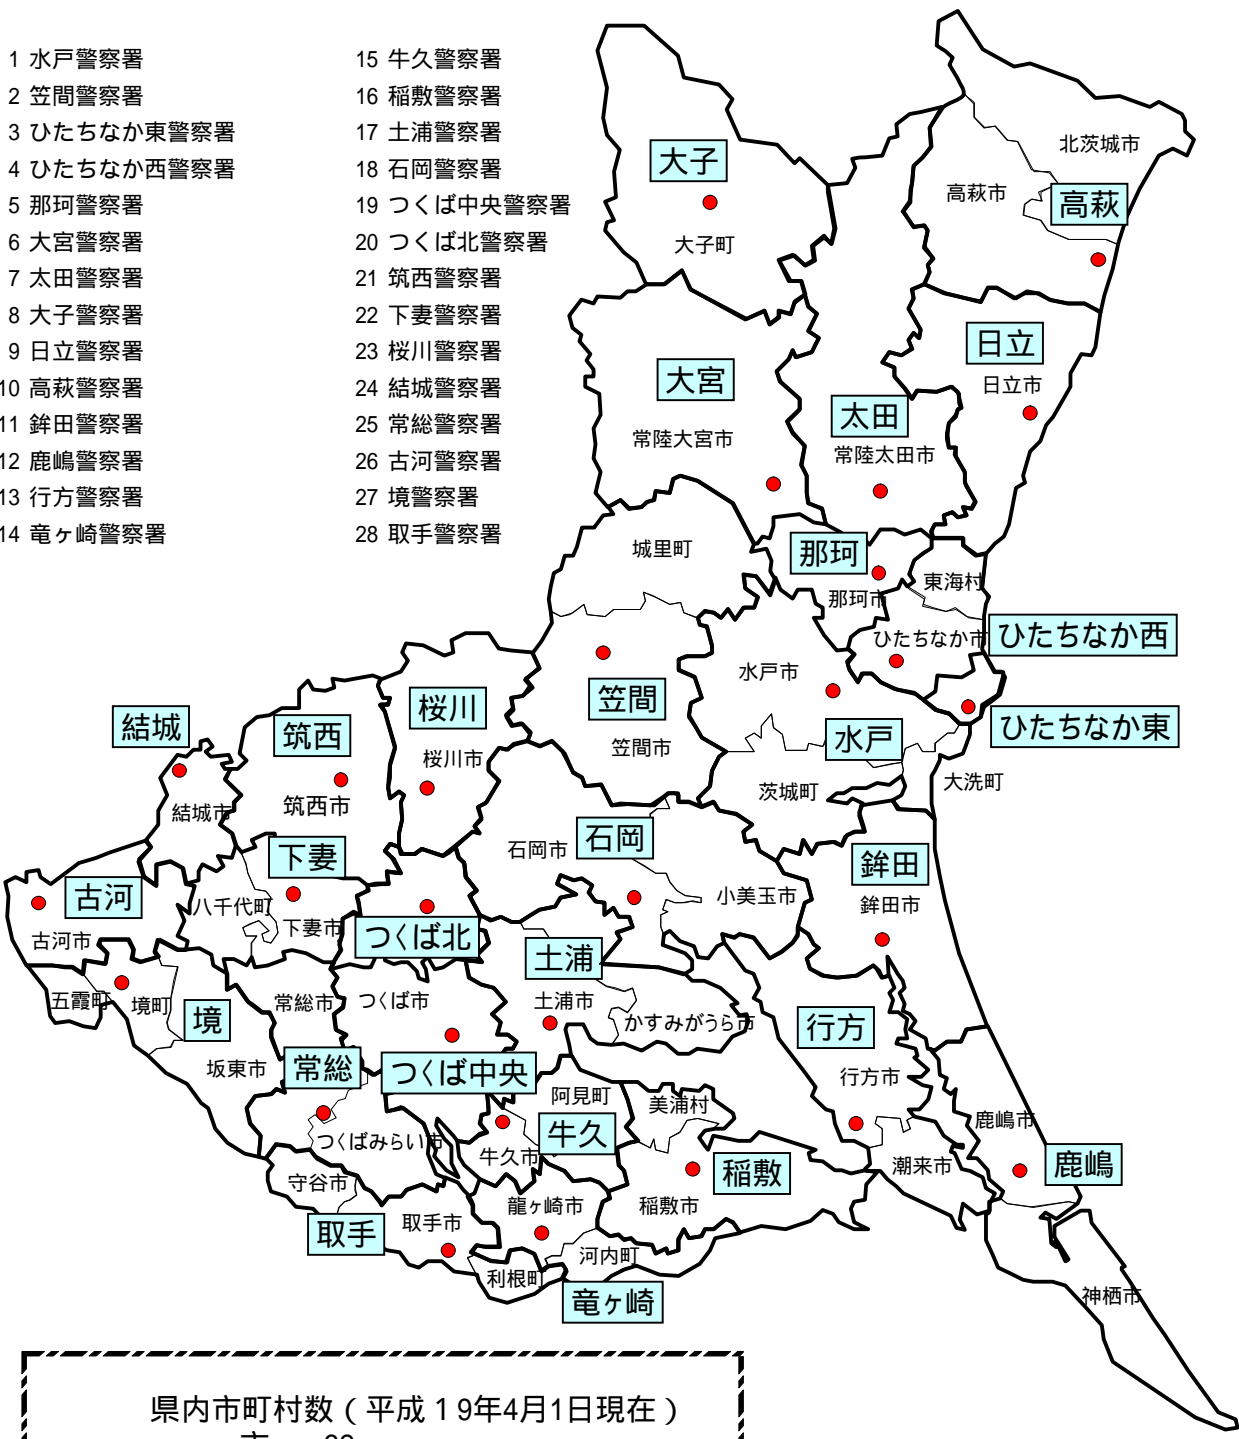 1 水戸警察署
2 笠間警察署
3 ひたちなか東警察署
4 ひたちなか西警察署
5 那珂警察署
6 大宮警察署
7 太田警察署
8 大子警察署
9 日立警察署
10 高萩警察署
11 鉾田警察署
12 鹿嶋警察署
13 行方警察署
14 竜ヶ崎警察署
15 牛久警察署
16 稲敷警察署
17 土浦警察署
18 石岡警察署
19 つくば中央警察署
20 つくば北警察署
21 筑西警察署
22 下妻警察署
23 桜川警察署
24 結城警察署
25 常総警察署
26 古河警察署
27 境警察署
28 取手警察署
北茨城市
大子
高萩市
高萩
大子町
日立
大宮
日立市
太田
常陸大宮市
常陸太田市
城里町
那珂
東海村
那珂市
ひたちなか市
ひたちなか西
水戸市
笠間
桜川
結城
筑西
笠間市
水戸
ひたちなか東
桜川市
大洗町
茨城町
筑西市
結城市
石岡
石岡市
下妻
鉾田
古河
小美玉市
鉾田市
八千代町
下妻市
つくば北
古河市
土浦
五霞町
境町
常総市
つくば市
土浦市
境
かすみがうら市
行方
坂東市
常総
つくば中央
行方市
阿見町
美浦村
鹿嶋市
つくばみらい市
牛久
牛久市
潮来市
鹿嶋
稲敷
守谷市
龍ヶ崎市
稲敷市
取手
取手市
河内町
利根町
竜ヶ崎
神栖市
県内市町村数（平成１9年4月1日現在）